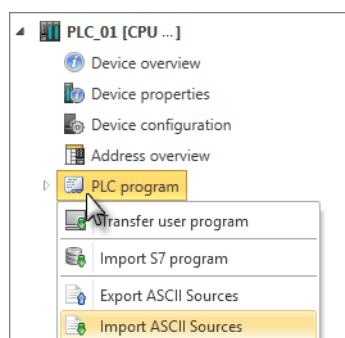 PLC_01 [CPU ...]
Device overview
Device properties
Device configuration
Address overview
PLC program
Transfer user program
Import S7 program
Export ASCII Sources
Import ASCII Sources